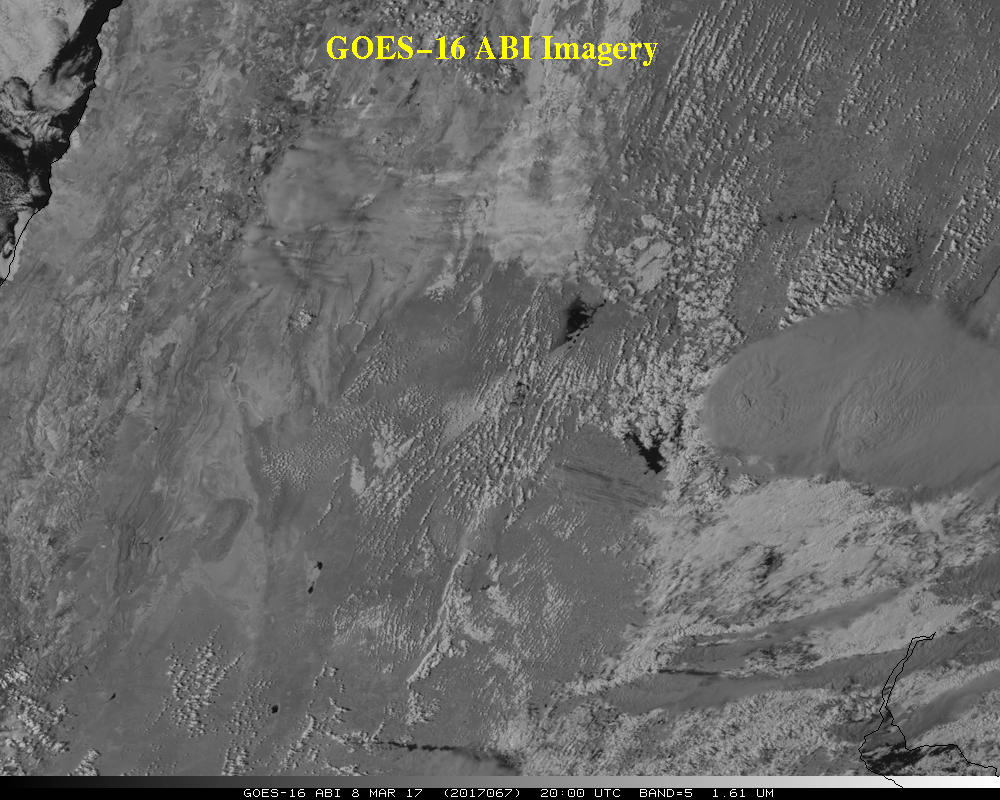 GOES-16 ABI Imagery
GOES-16 ABI 8 MAR 17 (2017067) 20:00 UTC BAND=5 1.61 UM